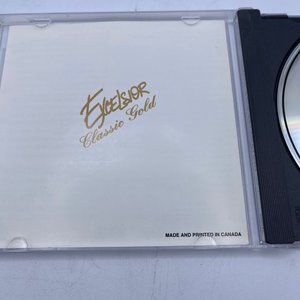 EXCELSIOR
Classic Gold
MADE AND PRINTED IN CANADA